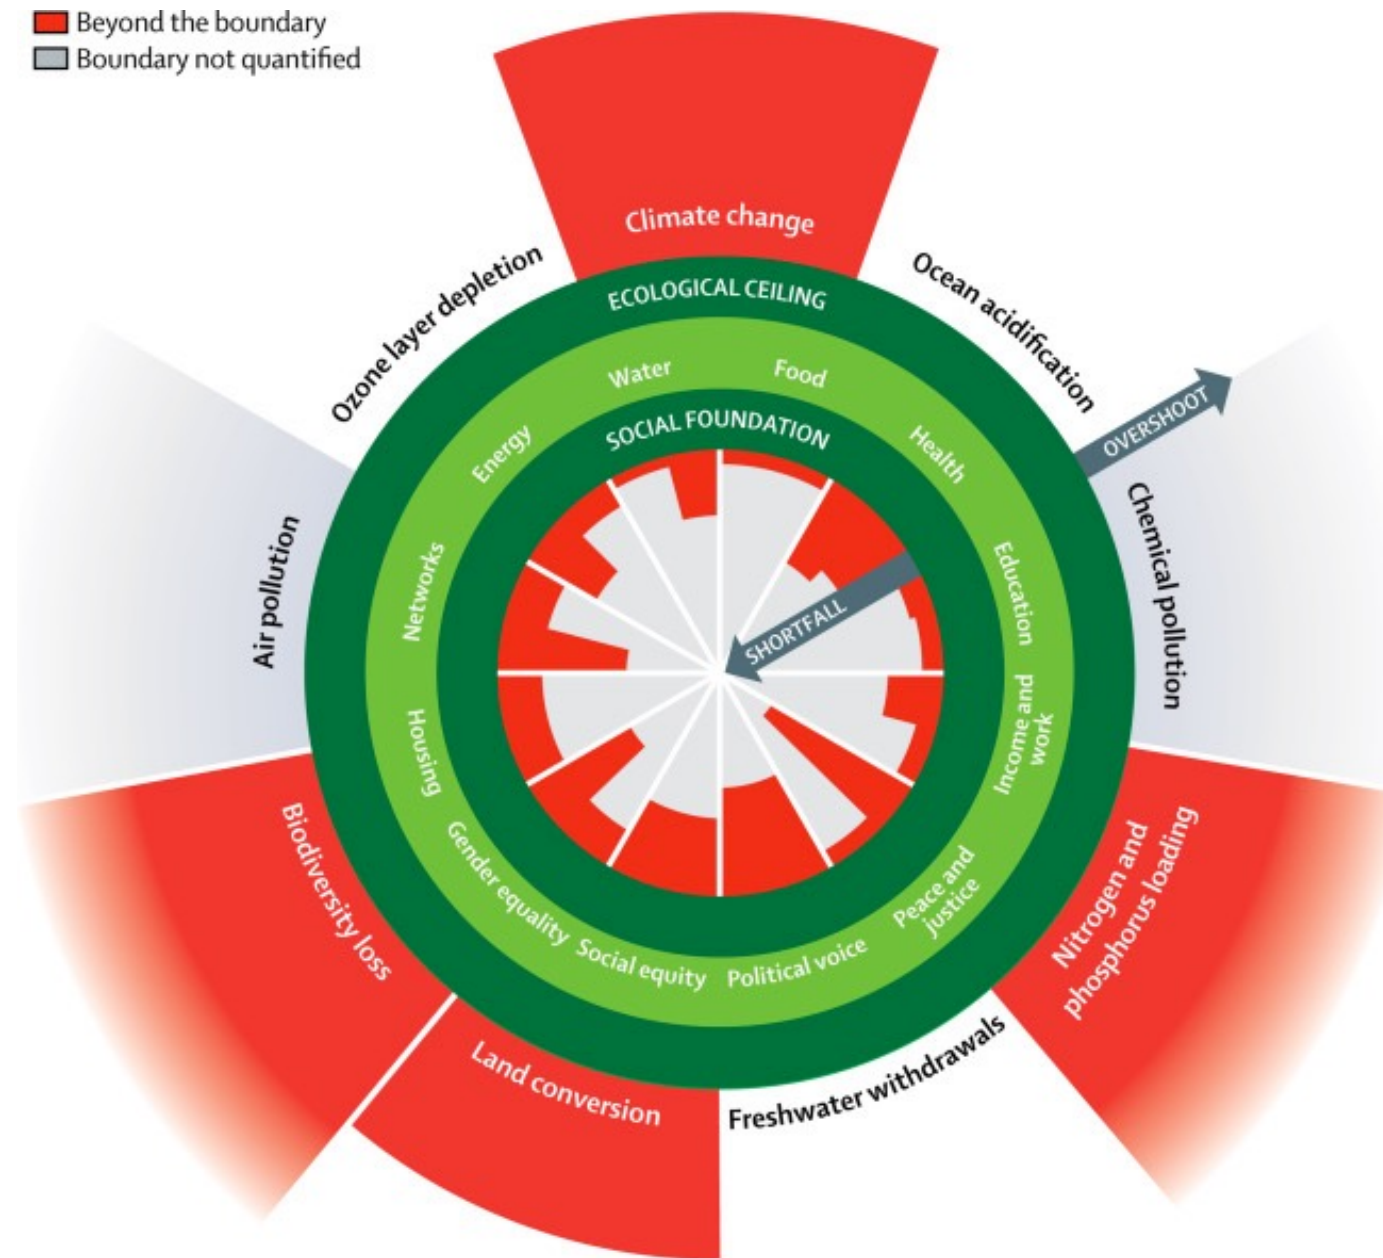 Beyond the boundary
Boundary not quantified
Climate change
ECOLOGICAL CEILING
Ozone layer depletion
Ocean acidification
Water
Food
SOCIAL FOUNDATION
Energy
Health
OVERSHOOT
Air pollution
Networks
Education
Chemical pollution
SHORTFALL
Housing
Income and
work
Biodiversity loss
Gender equality
Social equity
Political voice
Peace and
justice
Nitrogen and
phosphorus loading
Land conversion
Freshwater withdrawals